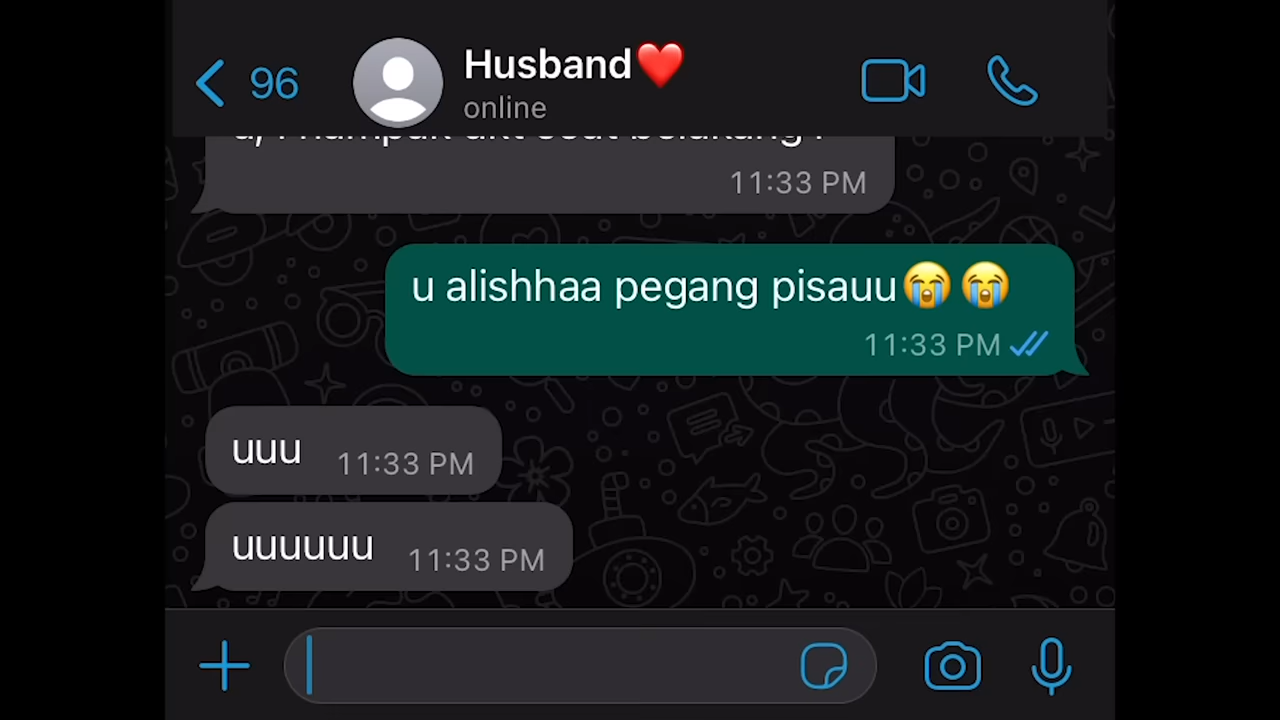 96
Husband❤️
online
11:33 PM
u alishhaa pegang pisauu😭😭
11:33 PM
uuu 11:33 PM
uuuuuu 11:33 PM